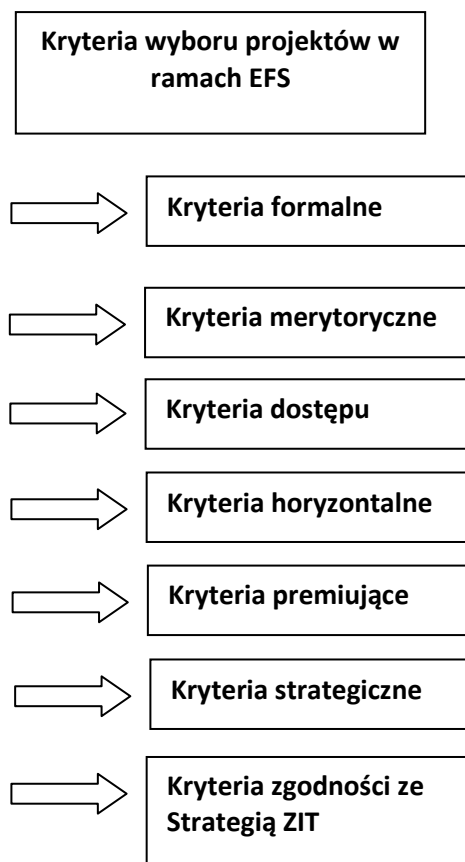 Kryteria wyboru projektów w
ramach EFS
Kryteria formalne
Kryteria merytoryczne
Kryteria dostępu
Kryteria horyzontalne
Kryteria premiujące
Kryteria strategiczne
Kryteria zgodności ze
Strategią ZIT